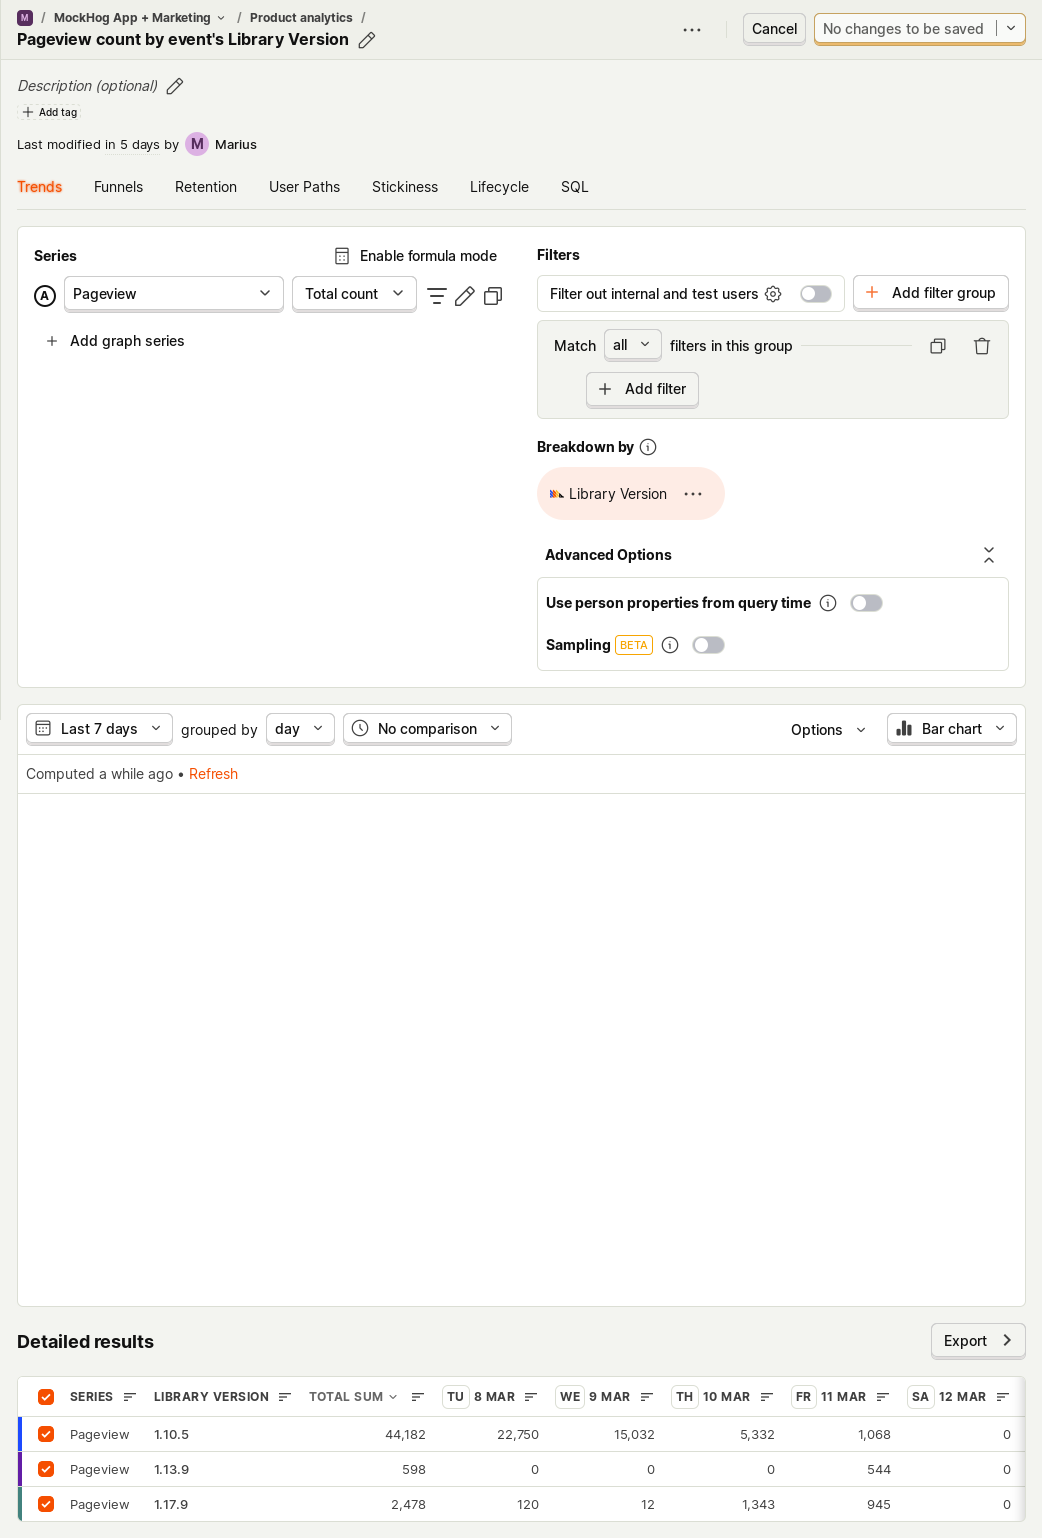 M / MockHog App + Marketing / Product analytics /
Pageview count by event's Library Version
Cancel
No changes to be saved
Description (optional)
Add tag
Last modified in 5 days by M Marius
Trends Funnels Retention User Paths Stickiness Lifecycle SQL
Series
Enable formula mode
A Pageview Total count
Add graph series
Filters
Filter out internal and test users
Add filter group
Match all filters in this group
Add filter
Breakdown by
Library Version
Advanced Options
Use person properties from query time
Sampling BETA
Last 7 days grouped by day No comparison Options Bar chart
Computed a while ago • Refresh
Detailed results
Export
SERIES LIBRARY VERSION TOTAL SUM TU 8 MAR WE 9 MAR TH 10 MAR FR 11 MAR SA 12 MAR
Pageview 1.10.5 44,182 22,750 15,032 5,332 1,068 0
Pageview 1.13.9 598 0 0 0 544 0
Pageview 1.17.9 2,478 120 12 1,343 945 0